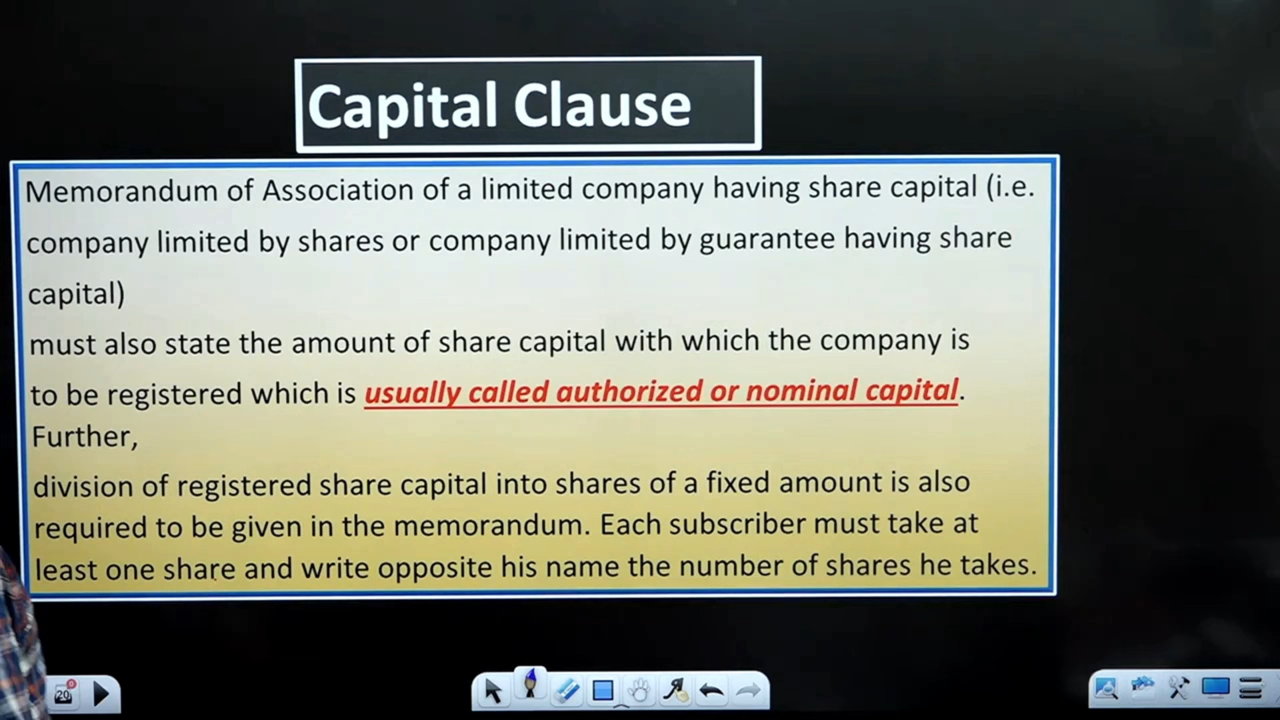 Capital Clause
Memorandum of Association of a limited company having share capital (i.e.
company limited by shares or company limited by guarantee having share
capital)
must also state the amount of share capital with which the company is
to be registered which is usually called authorized or nominal capital.
Further,
division of registered share capital into shares of a fixed amount is also
required to be given in the memorandum. Each subscriber must take at
least one share and write opposite his name the number of shares he takes.
20